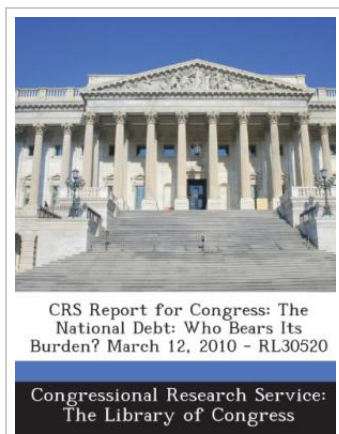 CRS Report for Congress: The
National Debt: Who Bears Its
Burden? March 12, 2010 - RL30520
Congressional Research Service:
The Library of Congress